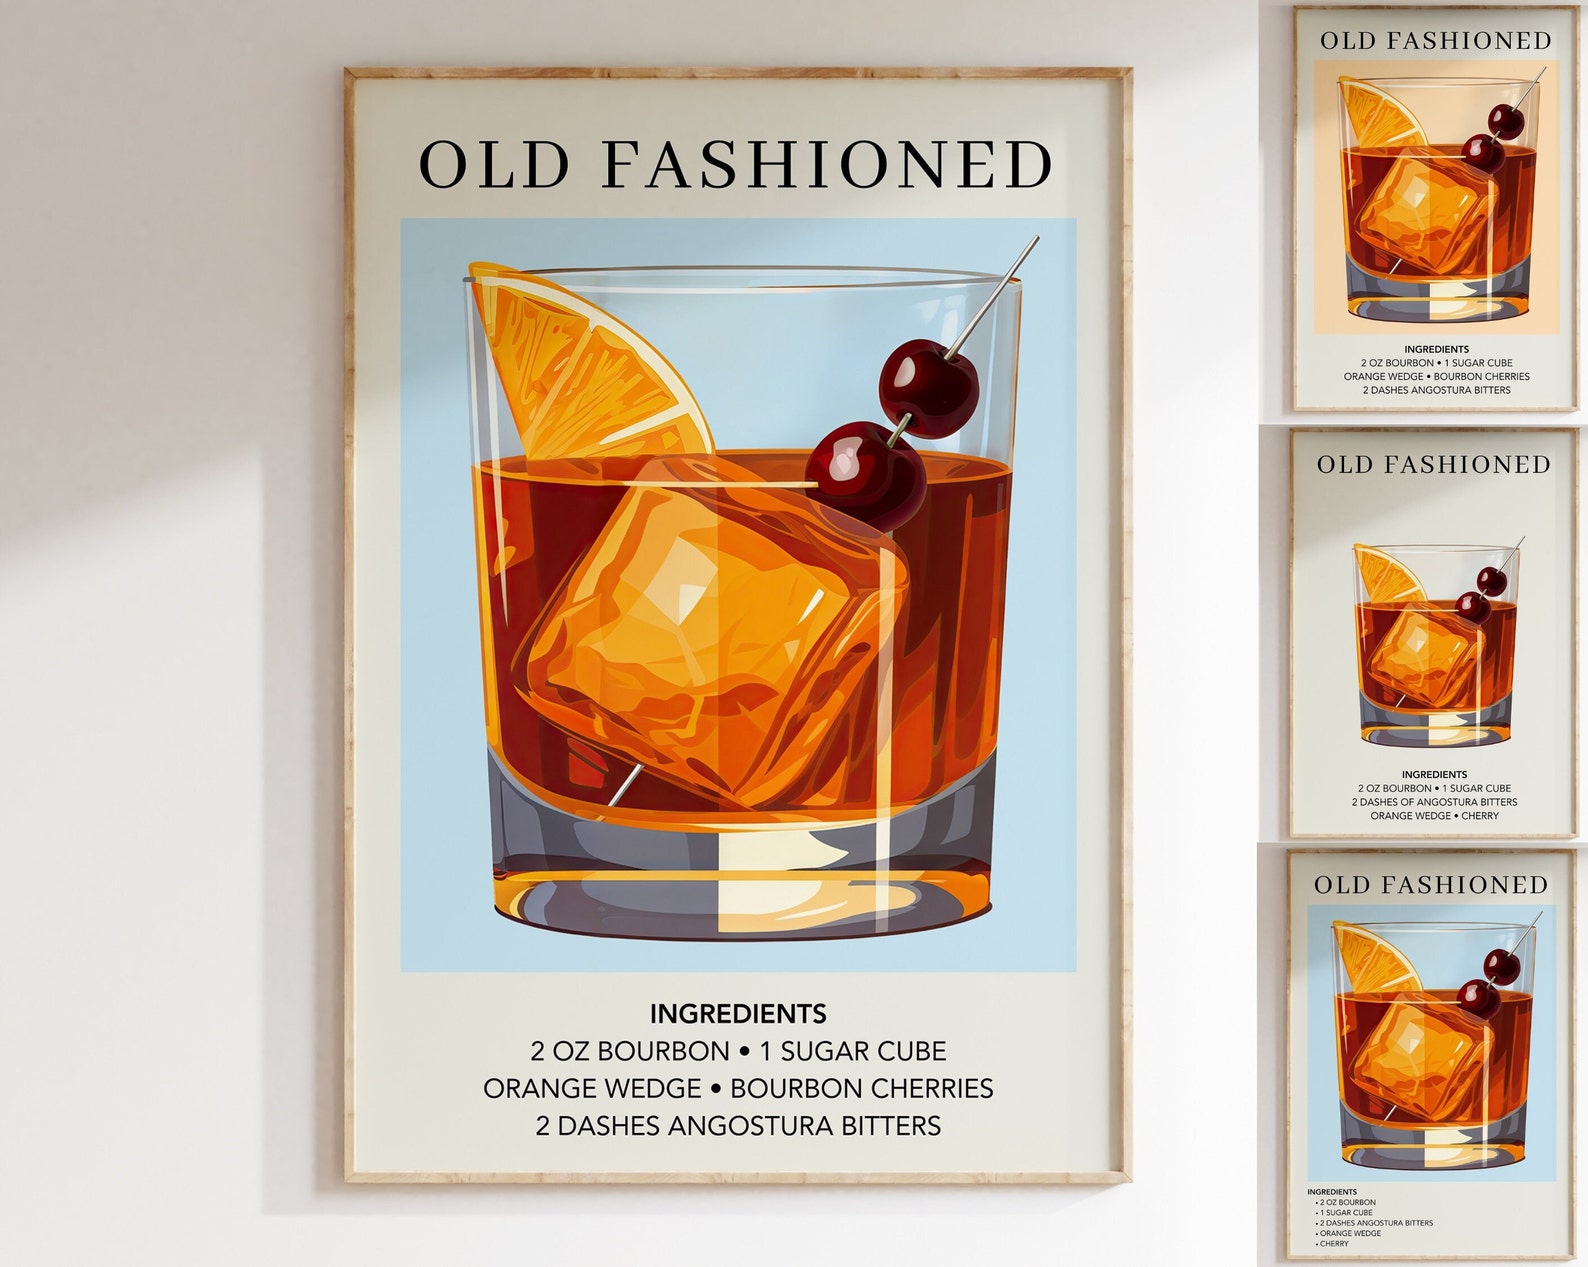 OLD FASHIONED
INGREDIENTS
2 OZ BOURBON • 1 SUGAR CUBE
ORANGE WEDGE • BOURBON CHERRIES
2 DASHES ANGOSTURA BITTERS
OLD FASHIONED
INGREDIENTS
2 OZ BOURBON • 1 SUGAR CUBE
ORANGE WEDGE • BOURBON CHERRIES
2 DASHES ANGOSTURA BITTERS
OLD FASHIONED
INGREDIENTS
2 OZ BOURBON • 1 SUGAR CUBE
2 DASHES OF ANGOSTURA BITTERS
ORANGE WEDGE • CHERRY
OLD FASHIONED
INGREDIENTS
• 2 OZ BOURBON
• 1 SUGAR CUBE
• 2 DASHES ANGOSTURA BITTERS
• ORANGE WEDGE
• CHERRY